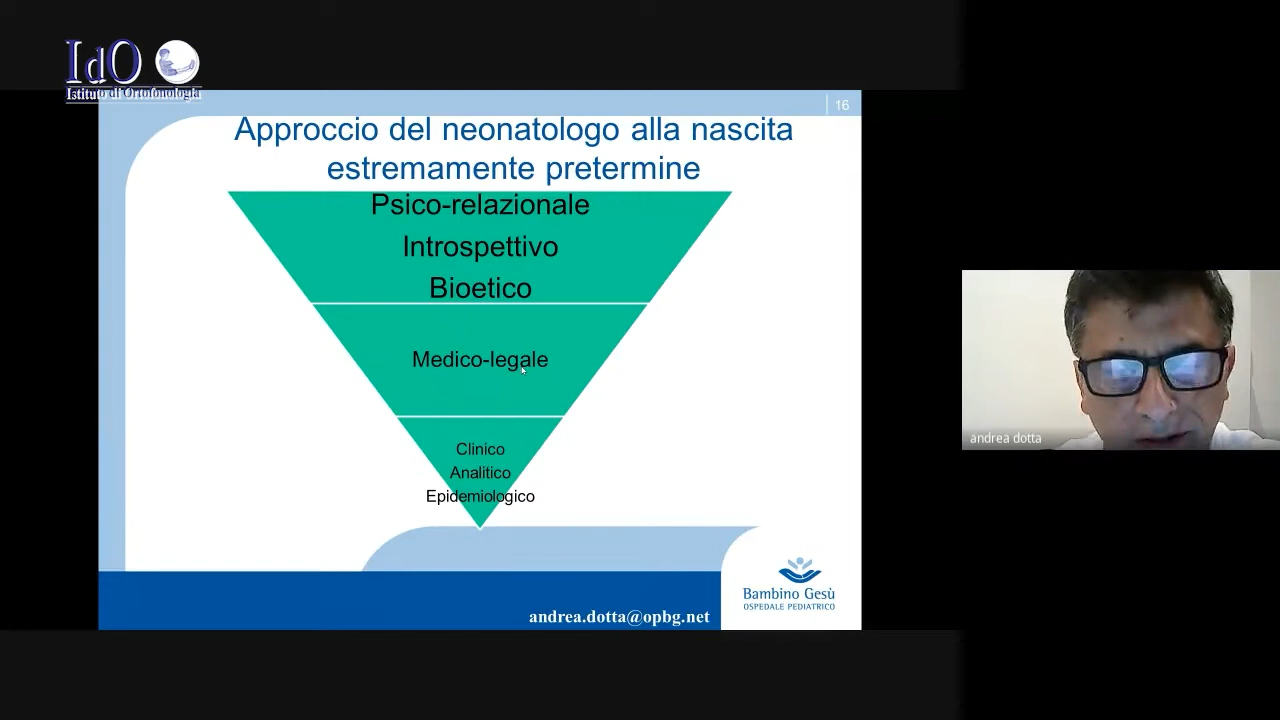 IdO
Istituto di Ortofonologia
16
Approccio del neonatologo alla nascita
estremamente pretermine
Psico-relazionale
Introspettivo
Bioetico
Medico-legale
Clinico
Analitico
Epidemiologico
andrea dotta
Bambino Gesù
OSPEDALE PEDIATRICO
andrea.dotta@opbg.net